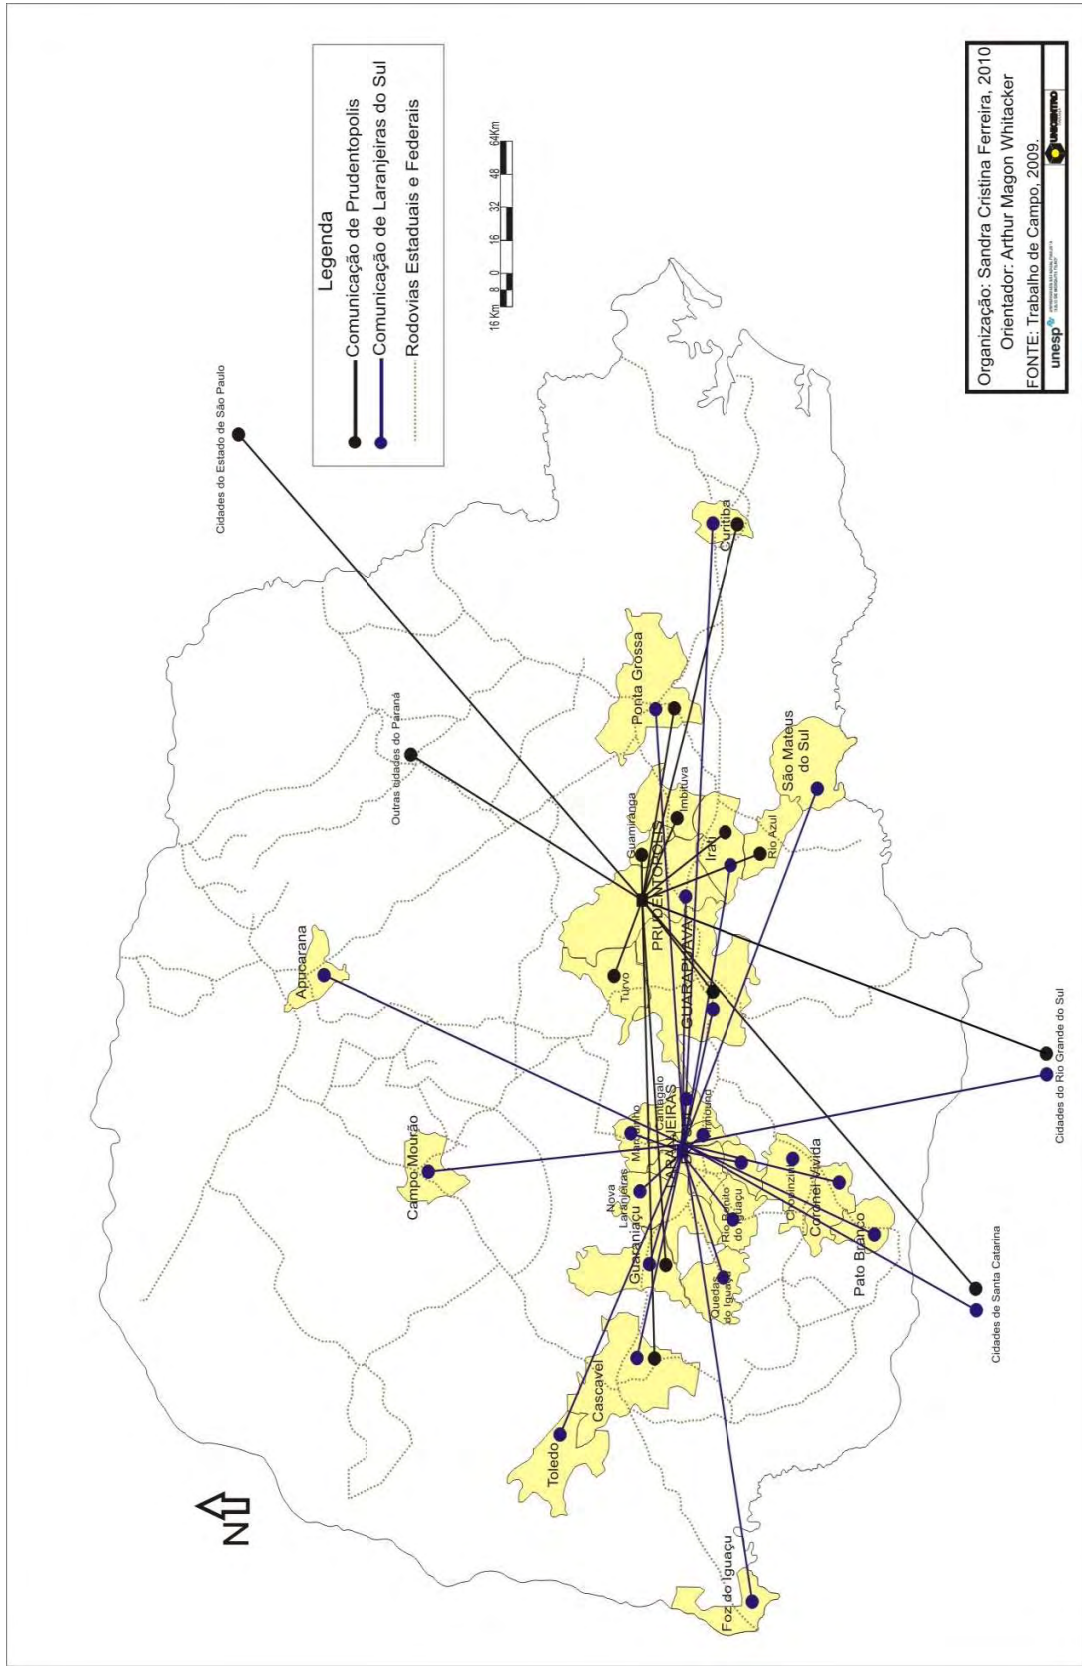 Legenda
Comunicação de Prudentopolis
Comunicação de Laranjeiras do Sul
Rodovias Estaduais e Federais
16 Km 8 0 16 32 48 64Km
Cidades do Estado de São Paulo
Outras cidades do Paraná
N
Apucarana
Campo Mourão
Toledo
Cascavel
Foz do Iguaçu
Guaraniaçu
Nova
Laranjeiras
Cantagalo
LARANJEIRAS
Quedas
do Iguaçu
Rio Bonito
do Iguaçu
Coronel Vivida
Pato Branco
Turvo
GUARAPUAVA
PRUDENTÓPOLIS
Guamiranga
Imbituva
Irati
Rio Azul
Ponta Grossa
São Mateus
do Sul
Curitiba
Cidades de Santa Catarina
Cidades do Rio Grande do Sul
Organização: Sandra Cristina Ferreira, 2010
Orientador: Arthur Magon Whitacker
FONTE: Trabalho de Campo, 2009.
unesp
UNICENTRO